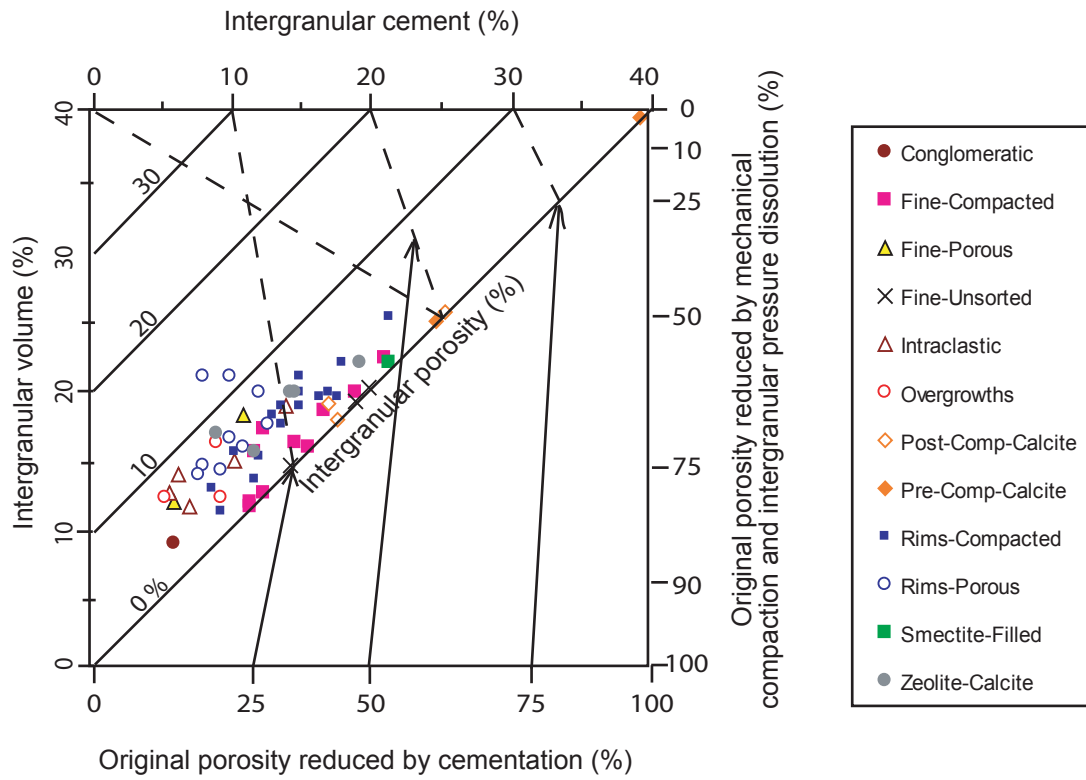 Intergranular cement (%)
0 10 20 30 40
Intergranular volume (%)
40
30
20
10
0
30
20
10
0 %
Intergranular porosity (%)
0
10
25
50
75
90
100
Original porosity reduced by mechanical
compaction and intergranular pressure dissolution (%)
0 25 50 75 100
Original porosity reduced by cementation (%)
Conglomeratic
Fine-Compacted
Fine-Porous
Fine-Unsorted
Intraclastic
Overgrowths
Post-Comp-Calcite
Pre-Comp-Calcite
Rims-Compacted
Rims-Porous
Smectite-Filled
Zeolite-Calcite